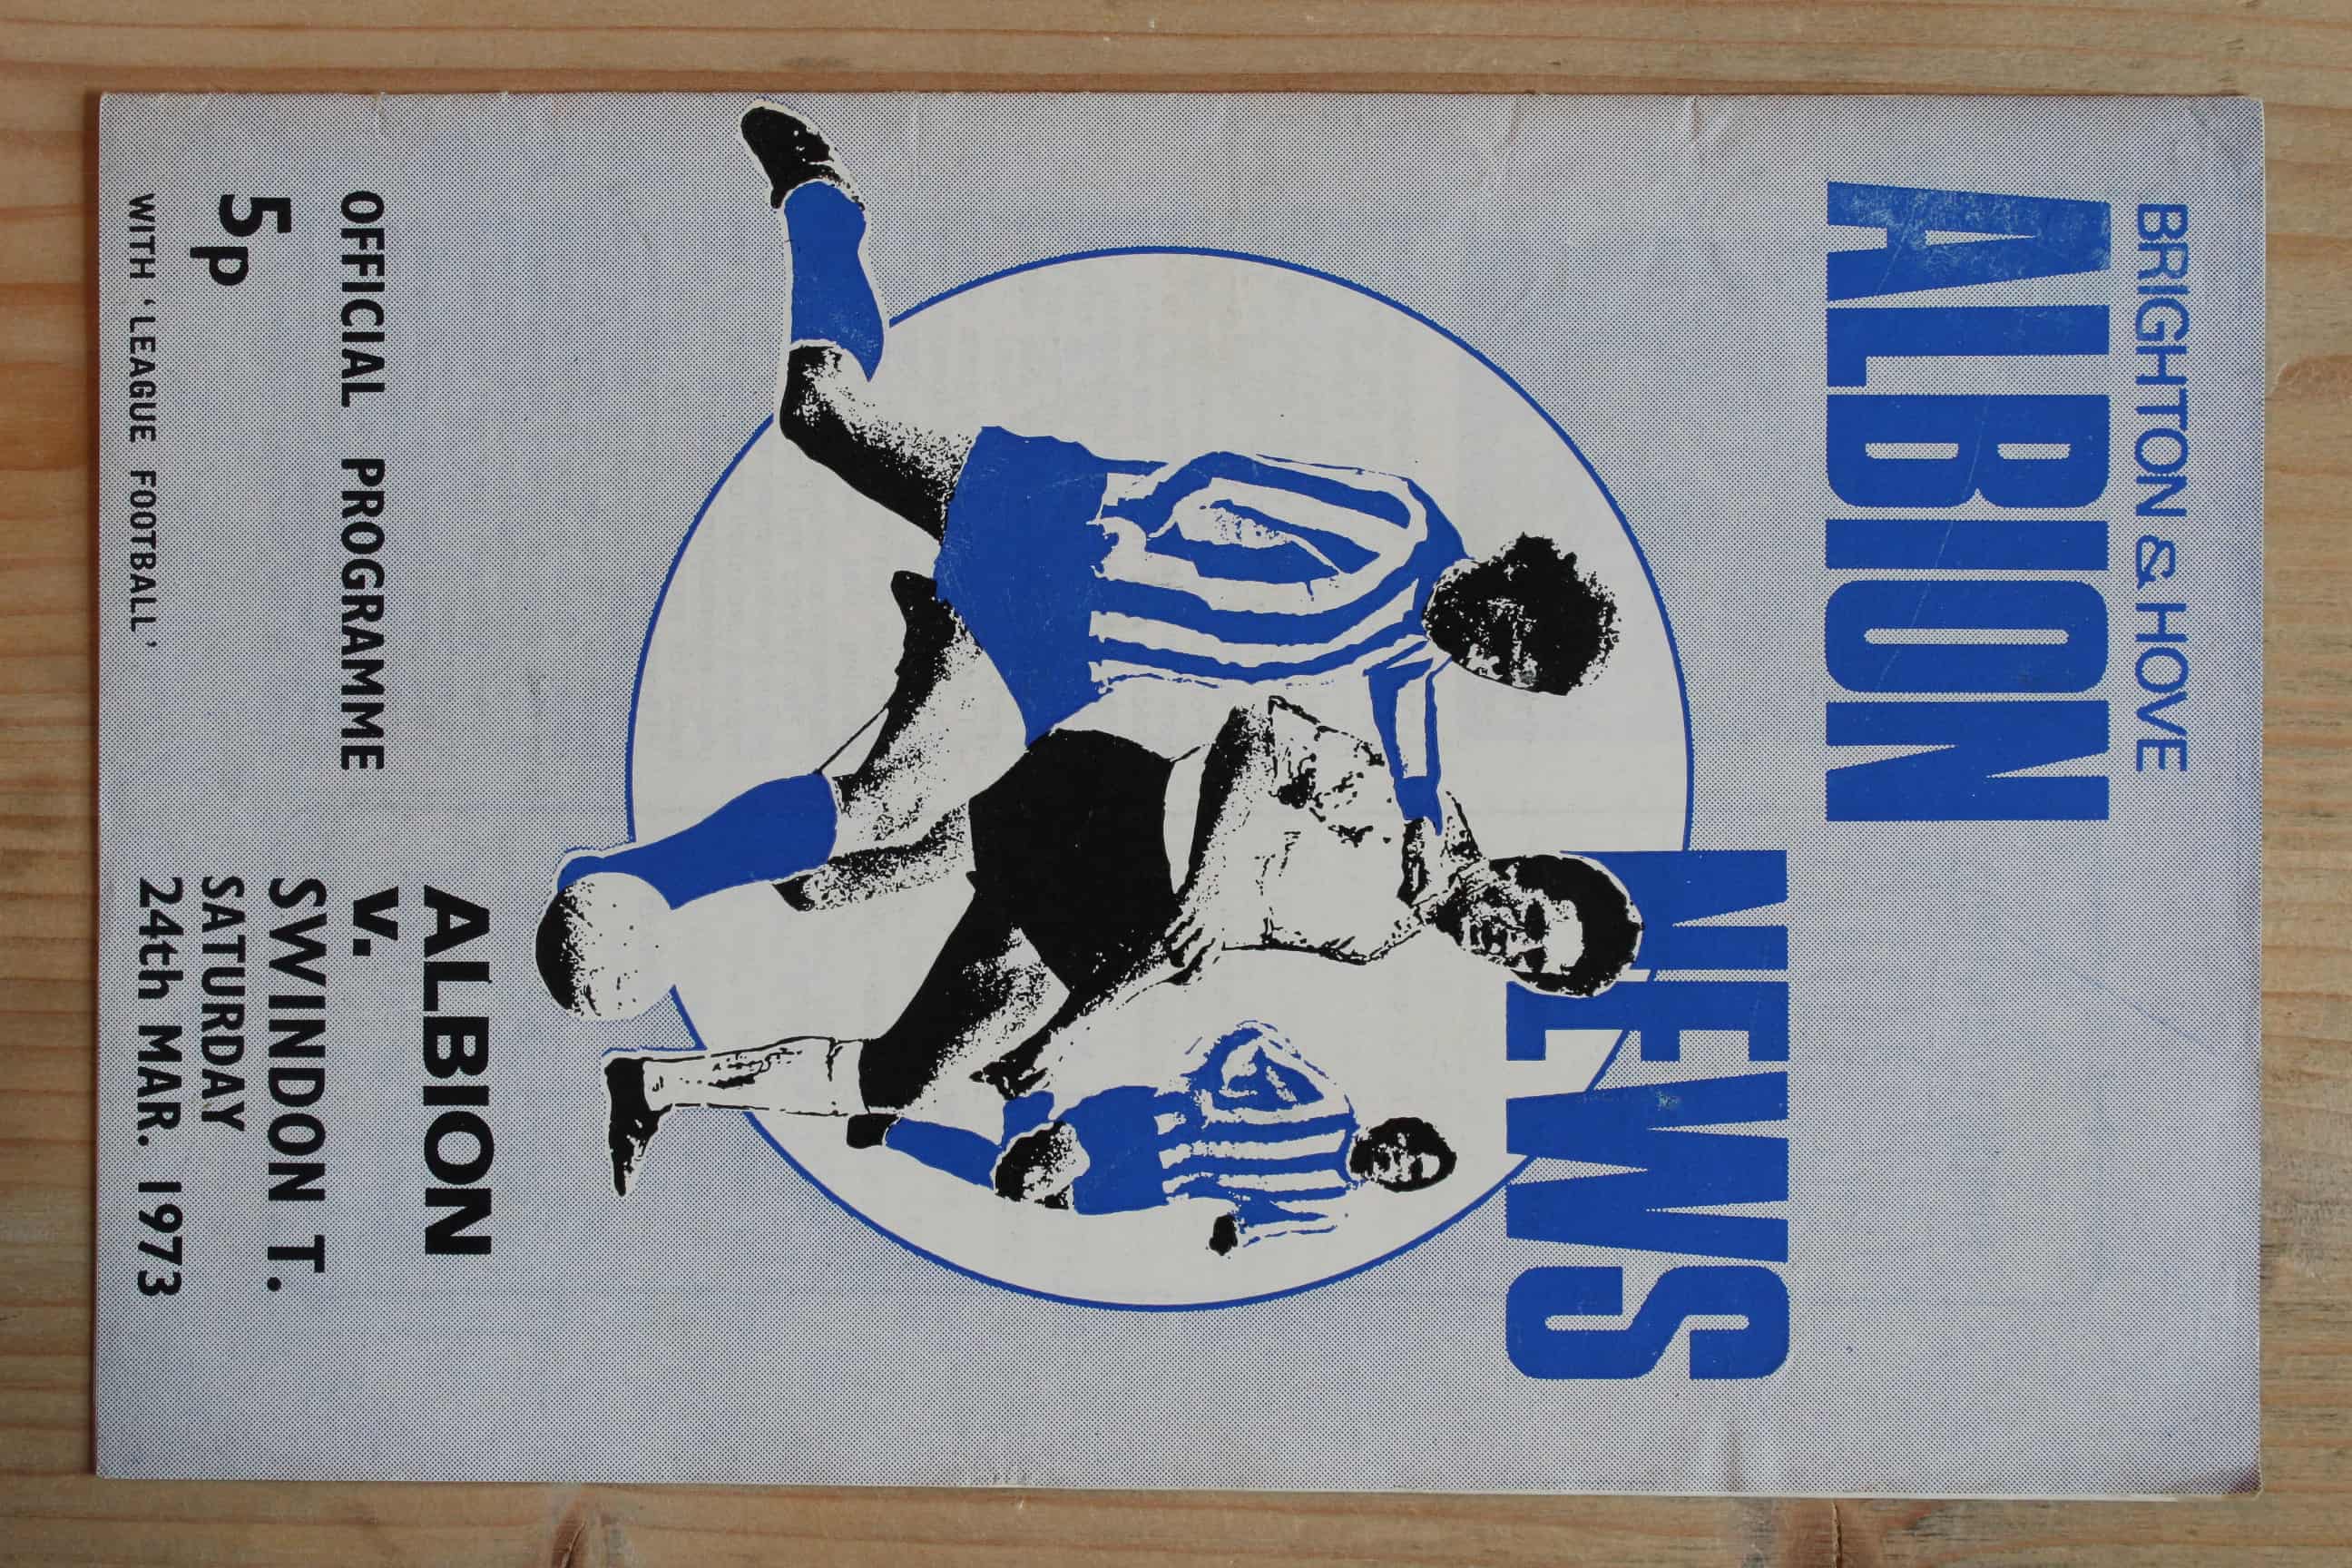 BRIGHTON & HOVE
ALBION
NEWS
OFFICIAL PROGRAMME
5p
WITH 'LEAGUE FOOTBALL'
ALBION
v.
SWINDON T.
SATURDAY
24th MAR. 1973